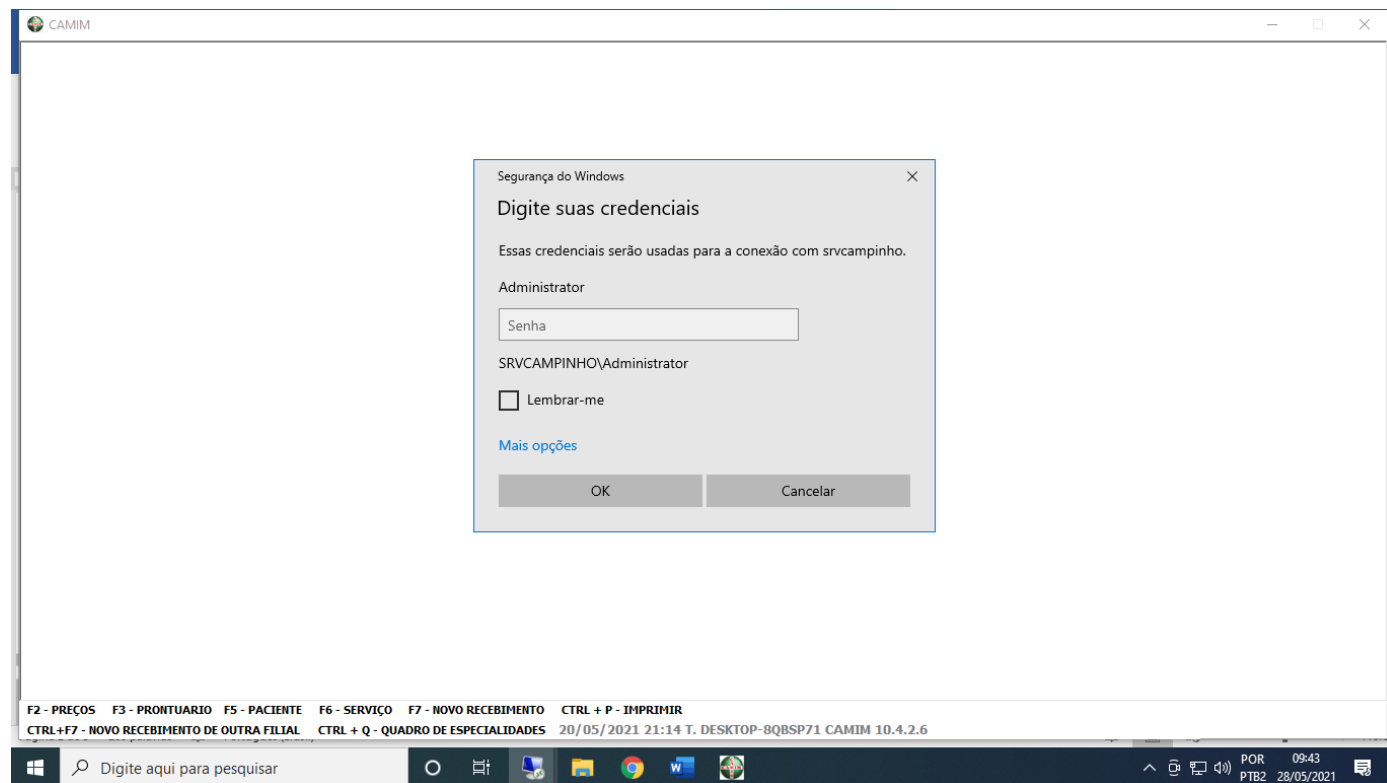 CAMIM
Segurança do Windows
Digite suas credenciais
Essas credenciais serão usadas para a conexão com srvcampinho.
Administrator
Senha
SRVCAMPINHO\Administrator
Lembrar-me
Mais opções
OK Cancelar
F2 - PREÇOS F3 - PRONTUARIO F5 - PACIENTE F6 - SERVIÇO F7 - NOVO RECEBIMENTO CTRL + P - IMPRIMIR
CTRL+F7 - NOVO RECEBIMENTO DE OUTRA FILIAL CTRL + Q - QUADRO DE ESPECIALIDADES 20/05/2021 21:14 T. DESKTOP-8QBSP71 CAMIM 10.4.2.6
Digite aqui para pesquisar POR 09:43
PTB2 28/05/2021